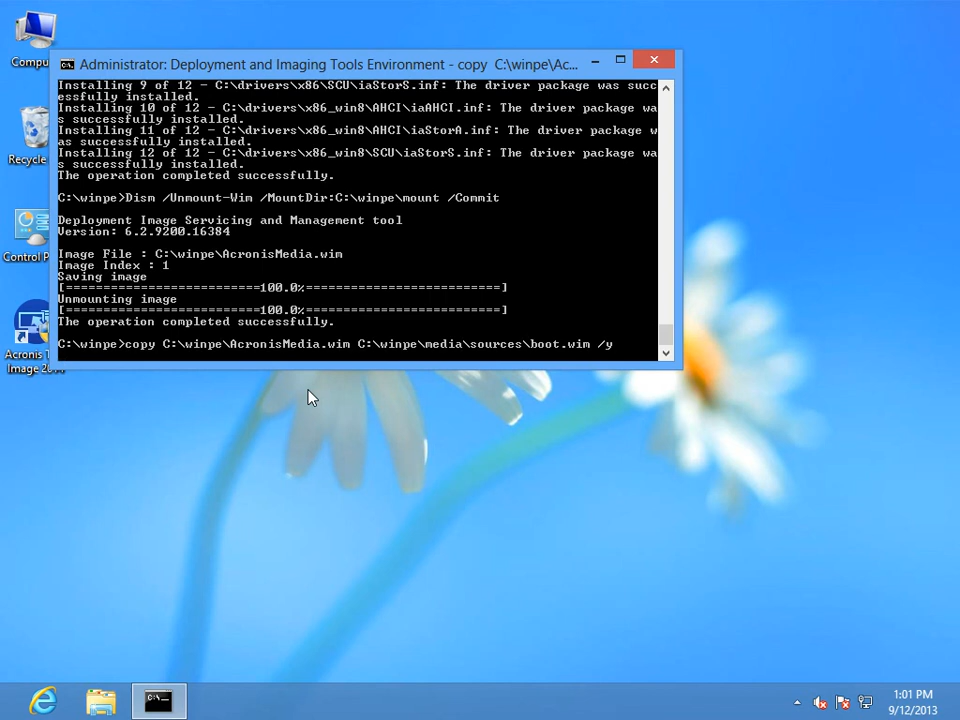 Compu
Recycle
Control P
Acronis T
Image 2014
Administrator: Deployment and Imaging Tools Environment - copy  C:\winpe\Ac...
Installing 9 of 12 - C:\drivers\x86\SCU\iaStorS.inf: The driver package was succ
essfully installed.
Installing 10 of 12 - C:\drivers\x86_win8\AHCI\iaAHCI.inf: The driver package wa
s successfully installed.
Installing 11 of 12 - C:\drivers\x86_win8\AHCI\iaStorA.inf: The driver package w
as successfully installed.
Installing 12 of 12 - C:\drivers\x86_win8\SCU\iaStorS.inf: The driver package wa
s successfully installed.
The operation completed successfully.
C:\winpe>Dism /Unmount-Wim /MountDir:C:\winpe\mount /Commit
Deployment Image Servicing and Management tool
Version: 6.2.9200.16384
Image File : C:\winpe\AcronisMedia.wim
Image Index : 1
Saving image
[==========================100.0%==========================]
Unmounting image
[==========================100.0%==========================]
The operation completed successfully.
C:\winpe>copy C:\winpe\AcronisMedia.wim C:\winpe\media\sources\boot.wim /y
1:01 PM
9/12/2013